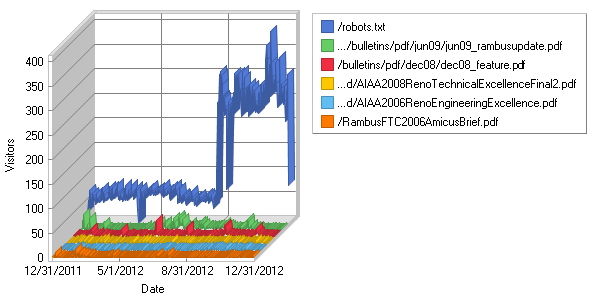 /robots.txt
.../bulletins/pdf/jun09/jun09_rambusupdate.pdf
/bulletins/pdf/dec08/dec08_feature.pdf
...d/AIAA2008RenoTechnicalExcellenceFinal2.pdf
...d/AIAA2006RenoEngineeringExcellence.pdf
/RambusFTC2006AmicusBrief.pdf
400
350
300
250
200
150
100
50
0
Visitors
12/31/2011 5/1/2012 8/31/2012 12/31/2012
Date